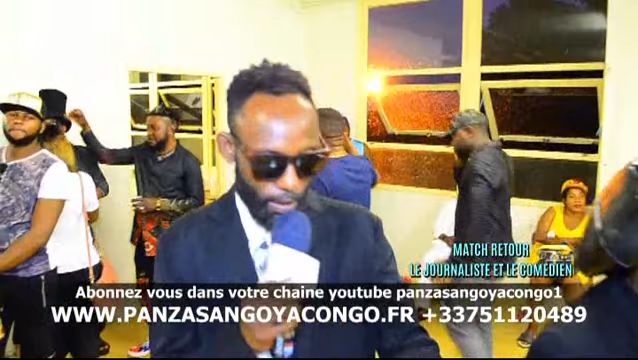 MATCH RETOUR
LE JOURNALISTE ET LE COMÉDIEN
Abonnez vous dans votre chaine youtube panzasangoyacongo1
WWW.PANZASANGOYACONGO.FR +33751120489